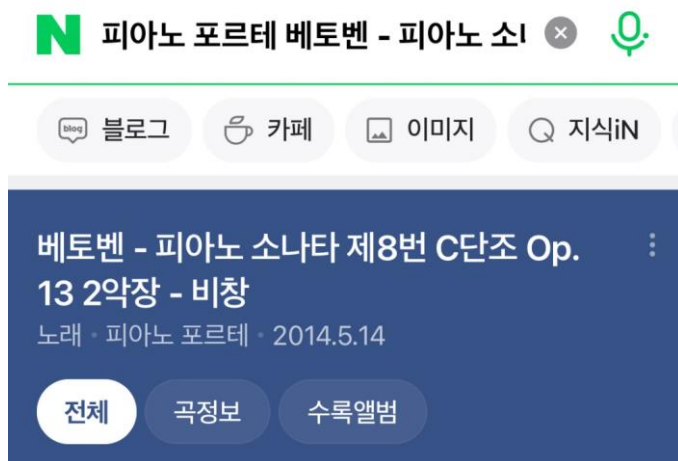 N 피아노 포르테 베토벤 - 피아노 소
blog 블로그 카페 이미지 지식iN
베토벤 - 피아노 소나타 제8번 C단조 Op.
13 2악장 - 비창
노래 · 피아노 포르테 · 2014.5.14
전체 곡정보 수록앨범